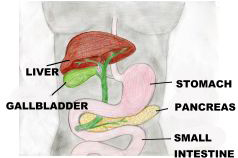 LIVER
STOMACH
GALLBLADDER
PANCREAS
SMALL
INTESTINE